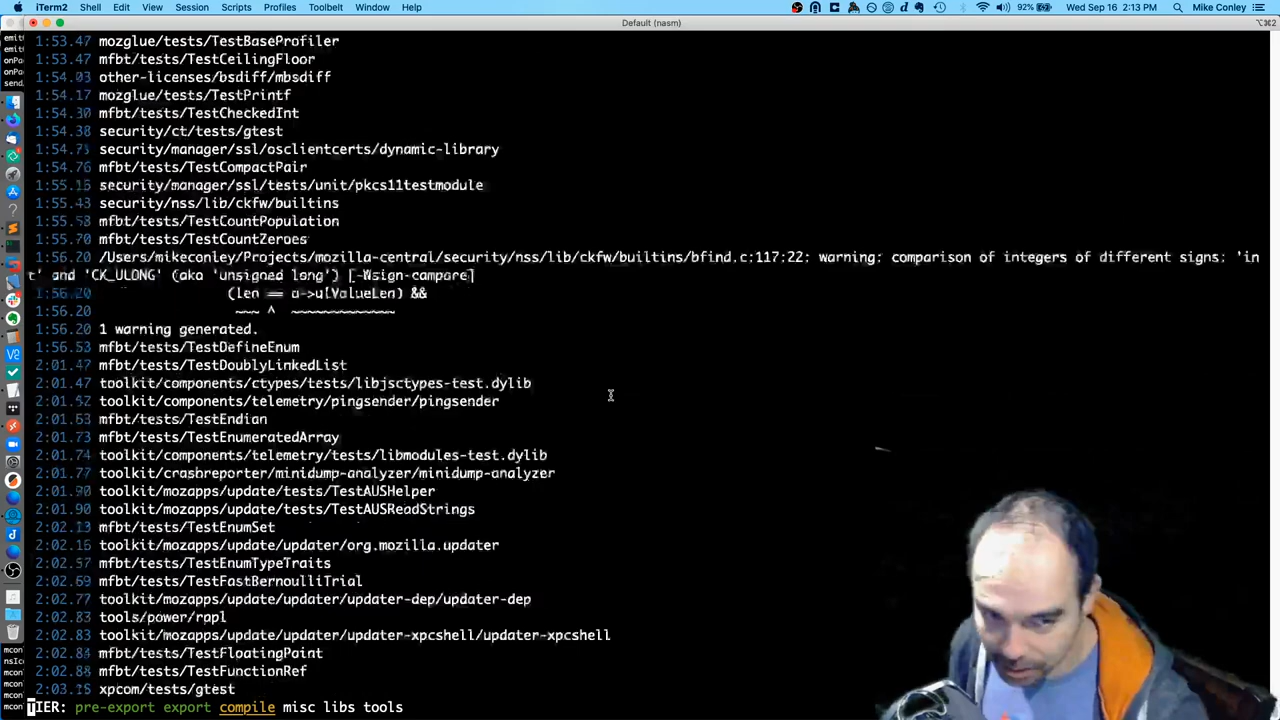 iTerm2 Shell Edit View Session Scripts Profiles Toolbelt Window Help 92% Wed Sep 16 2:13 PM Mike Conley
Default (nasm)
1:53.47 mozglue/tests/TestBaseProfiler
1:53.47 mfbt/tests/TestCeilingFloor
1:54.03 other-licenses/bsdiff/mbsdiff
1:54.17 mozglue/tests/TestPrintf
1:54.30 mfbt/tests/TestCheckedInt
1:54.38 security/ct/tests/gtest
1:54.73 security/manager/ssl/osclientcerts/dynamic-library
1:54.76 mfbt/tests/TestCompactPair
1:55.15 security/manager/ssl/tests/unit/pkcs11testmodule
1:55.43 security/nss/lib/ckfw/builtins
1:55.53 mfbt/tests/TestCountPopulation
1:55.70 mfbt/tests/TestCountZeroes
1:56.20 /Users/mikeconley/Projects/mozilla-central/security/nss/lib/ckfw/builtins/bfind.c:117:22: warning: comparison of integers of different signs: 'in
t' and 'CK_ULONG' (aka 'unsigned long') [-Wsign-compare]
1:56.20 (len == a->ulValueLen) &&
1:56.20 ~~~ ^ ~~~~~~~~~~~~~
1:56.20 1 warning generated.
1:56.53 mfbt/tests/TestDefineEnum
2:01.47 mfbt/tests/TestDoublyLinkedList
2:01.47 toolkit/components/ctypes/tests/libjsctypes-test.dylib
2:01.52 toolkit/components/telemetry/pingsender/pingsender
2:01.53 mfbt/tests/TestEndian
2:01.73 mfbt/tests/TestEnumeratedArray
2:01.74 toolkit/components/telemetry/tests/libmodules-test.dylib
2:01.77 toolkit/crashreporter/minidump-analyzer/minidump-analyzer
2:01.90 toolkit/mozapps/update/tests/TestAUSHelper
2:01.90 toolkit/mozapps/update/tests/TestAUSReadStrings
2:02.13 mfbt/tests/TestEnumSet
2:02.15 toolkit/mozapps/update/updater/org.mozilla.updater
2:02.57 mfbt/tests/TestEnumTypeTraits
2:02.69 mfbt/tests/TestFastBernoulliTrial
2:02.77 toolkit/mozapps/update/updater/updater-dep/updater-dep
2:02.83 tools/power/rapl
2:02.83 toolkit/mozapps/update/updater/updater-xpcshell/updater-xpcshell
2:02.84 mfbt/tests/TestFloatingPoint
2:02.88 mfbt/tests/TestFunctionRef
2:03.15 xpcom/tests/gtest
TIER: pre-export export compile misc libs tools